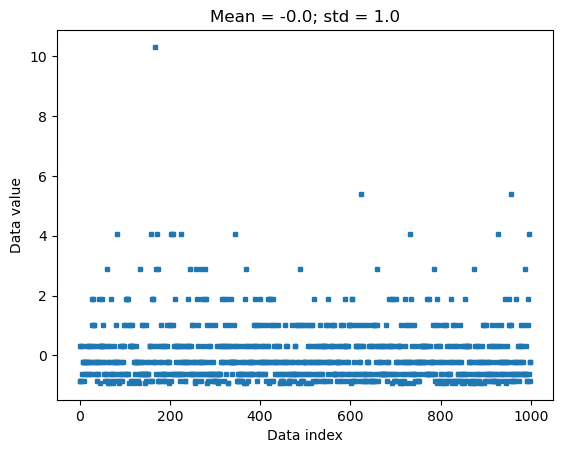 Mean = -0.0; std = 1.0
Data value
10
8
6
4
2
0
0 200 400 600 800 1000
Data index